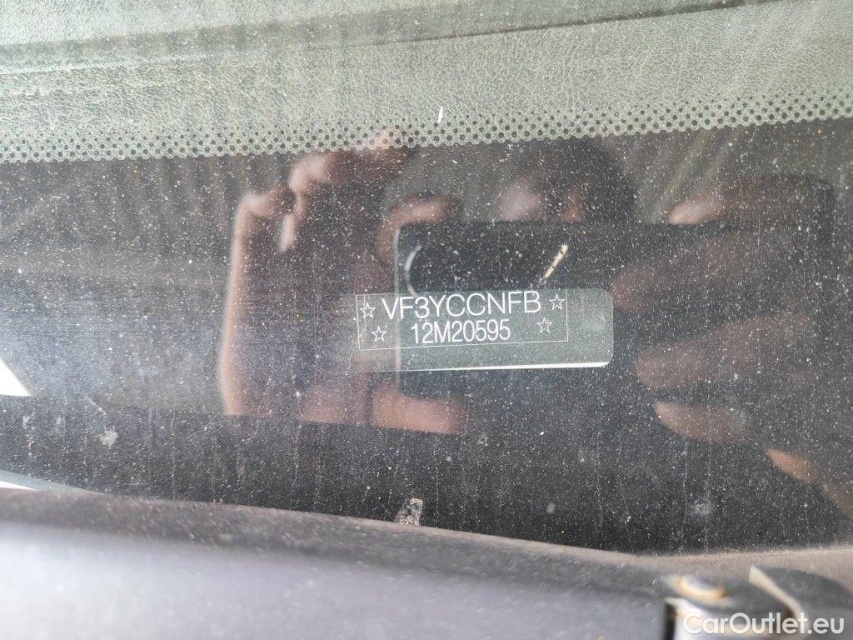 ☆ VF3YCCNFB ☆
☆ 12M20595 ☆
CarOutlet.eu